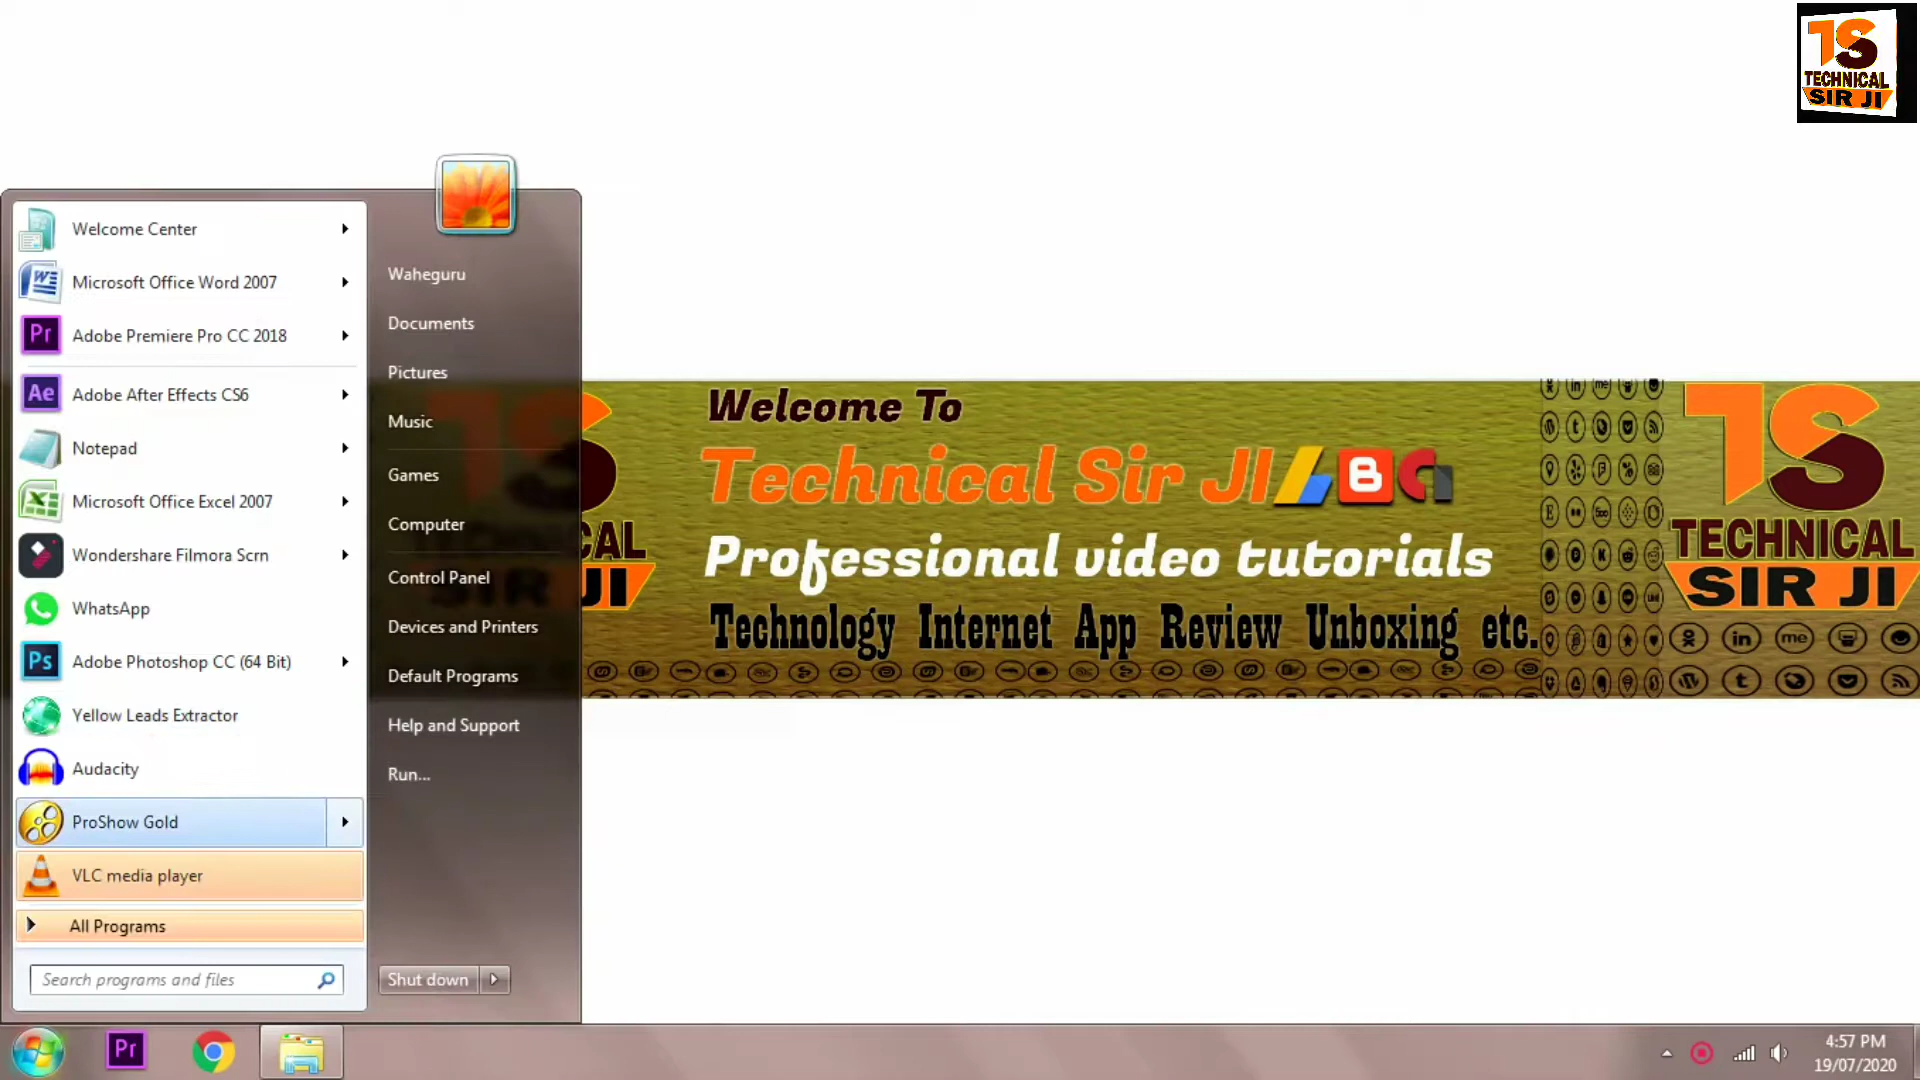 TS
TECHNICAL
SIR JI
Welcome Center
Microsoft Office Word 2007
Pr
Adobe Premiere Pro CC 2018
Ae
Adobe After Effects CS6
Notepad
Microsoft Office Excel 2007
Wondershare Filmora Scrn
WhatsApp
Ps
Adobe Photoshop CC (64 Bit)
Yellow Leads Extractor
Audacity
ProShow Gold
VLC media player
All Programs
Search programs and files
Waheguru
Documents
Pictures
Music
Games
Computer
Control Panel
Devices and Printers
Default Programs
Help and Support
Run...
Shut down
Welcome To
Technical Sir JI
Professional video tutorials
Technology Internet App Review Unboxing etc.
TS
TECHNICAL
SIR JI
Pr
4:57 PM
19/07/2020